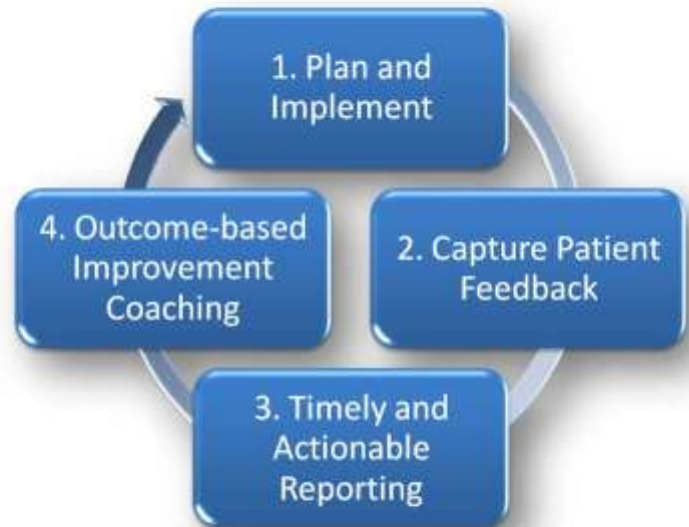 1. Plan and
Implement
2. Capture Patient
Feedback
3. Timely and
Actionable
Reporting
4. Outcome-based
Improvement
Coaching